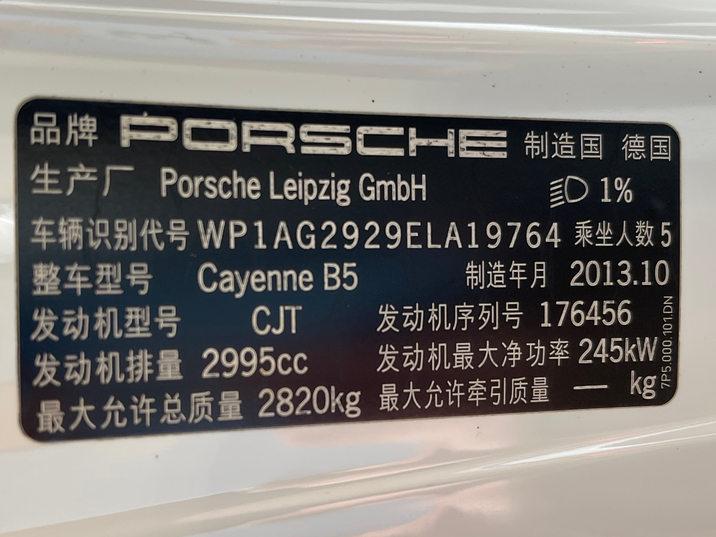 品牌 PORSCHE 制造国 德国
生产厂 Porsche Leipzig GmbH 1%
车辆识别代号 WP1AG2929ELA19764 乘坐人数 5
整车型号 Cayenne B5 制造年月 2013.10
发动机型号 CJT 发动机序列号 176456
发动机排量 2995cc 发动机最大净功率 245kW
最大允许总质量 2820kg 最大允许牵引质量 — kg
7P5.000.101.DN